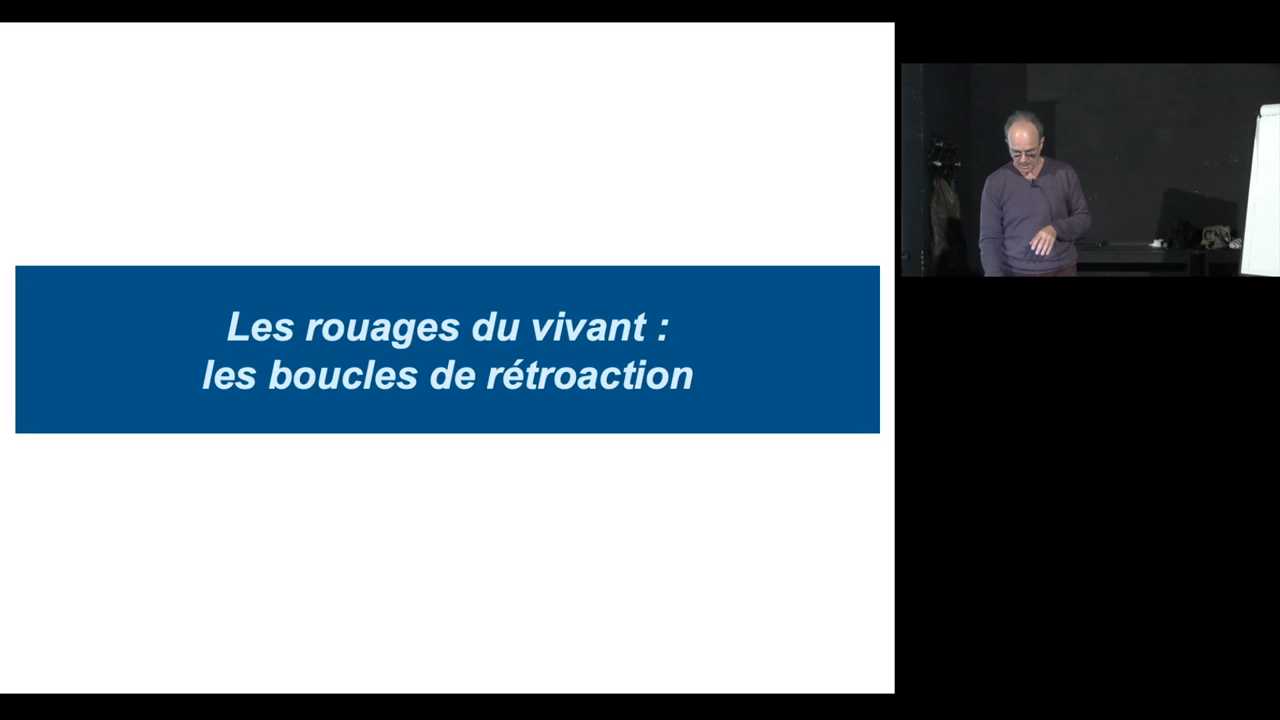 Les rouages du vivant :
les boucles de rétroaction